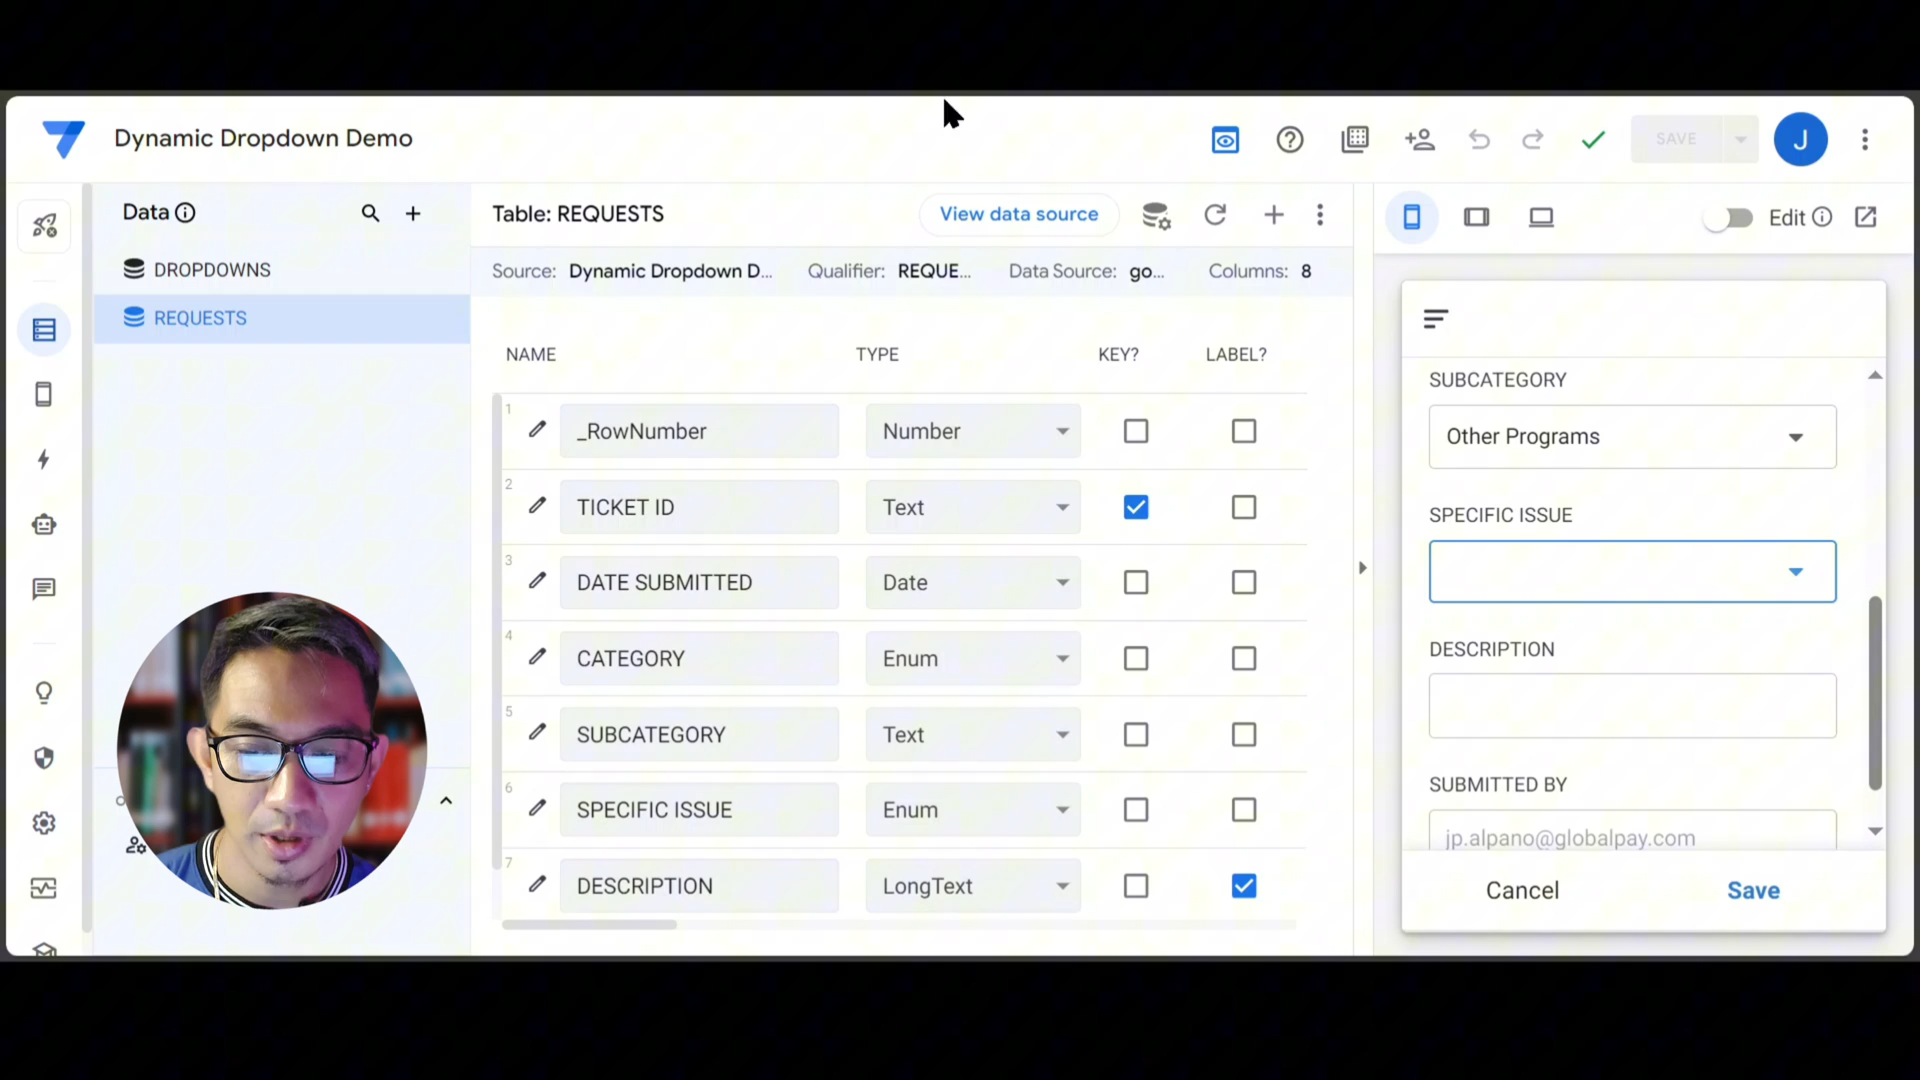 Dynamic Dropdown Demo
SAVE
J
Data
DROPDOWNS
REQUESTS
Table: REQUESTS
View data source
Source: Dynamic Dropdown D... Qualifier: REQUE... Data Source: go... Columns: 8
NAME TYPE KEY? LABEL?
1 _RowNumber Number
2 TICKET ID Text
3 DATE SUBMITTED Date
4 CATEGORY Enum
5 SUBCATEGORY Text
6 SPECIFIC ISSUE Enum
7 DESCRIPTION LongText
Edit
SUBCATEGORY
Other Programs
SPECIFIC ISSUE
DESCRIPTION
SUBMITTED BY
jp.alpano@globalpay.com
Cancel Save